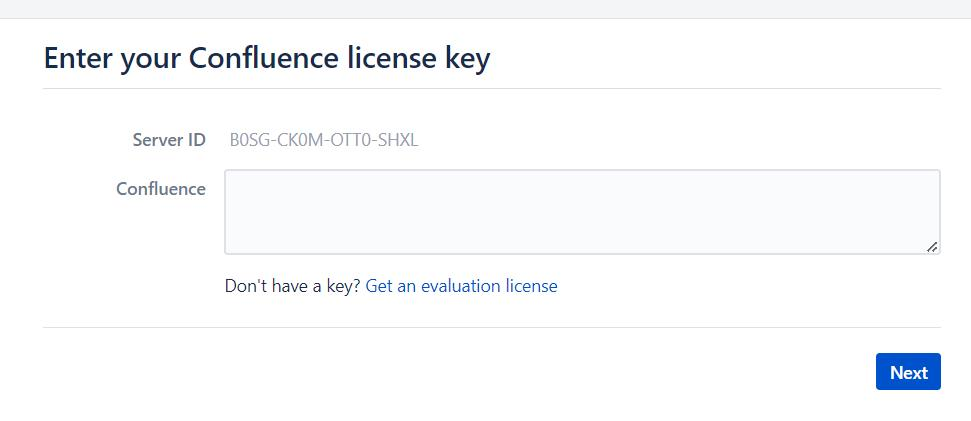 Enter your Confluence license key
Server ID B0SG-CK0M-OTT0-SHXL
Confluence
Don't have a key? Get an evaluation license
Next